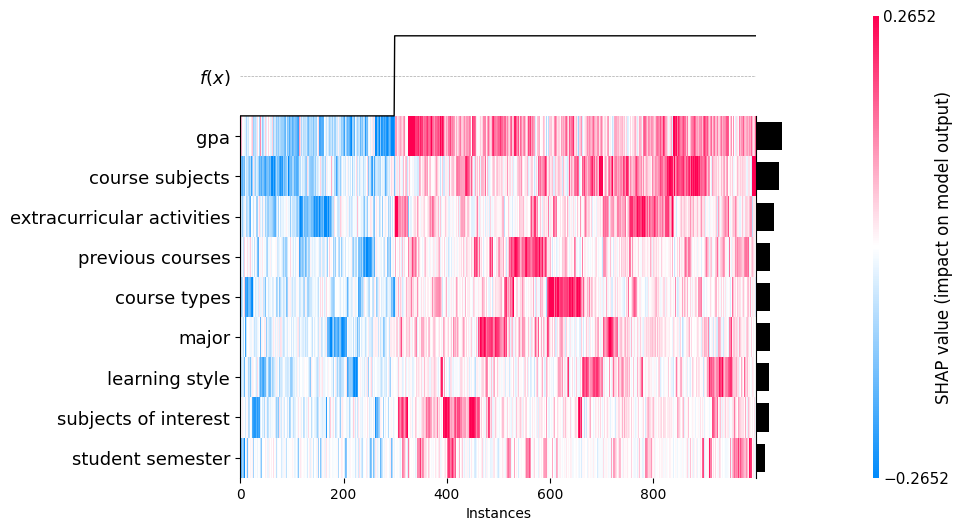 0.2652
f(x)
gpa
course subjects
extracurricular activities
previous courses
course types
major
learning style
subjects of interest
student semester
0 200 400 600 800
Instances
−0.2652
SHAP value (impact on model output)